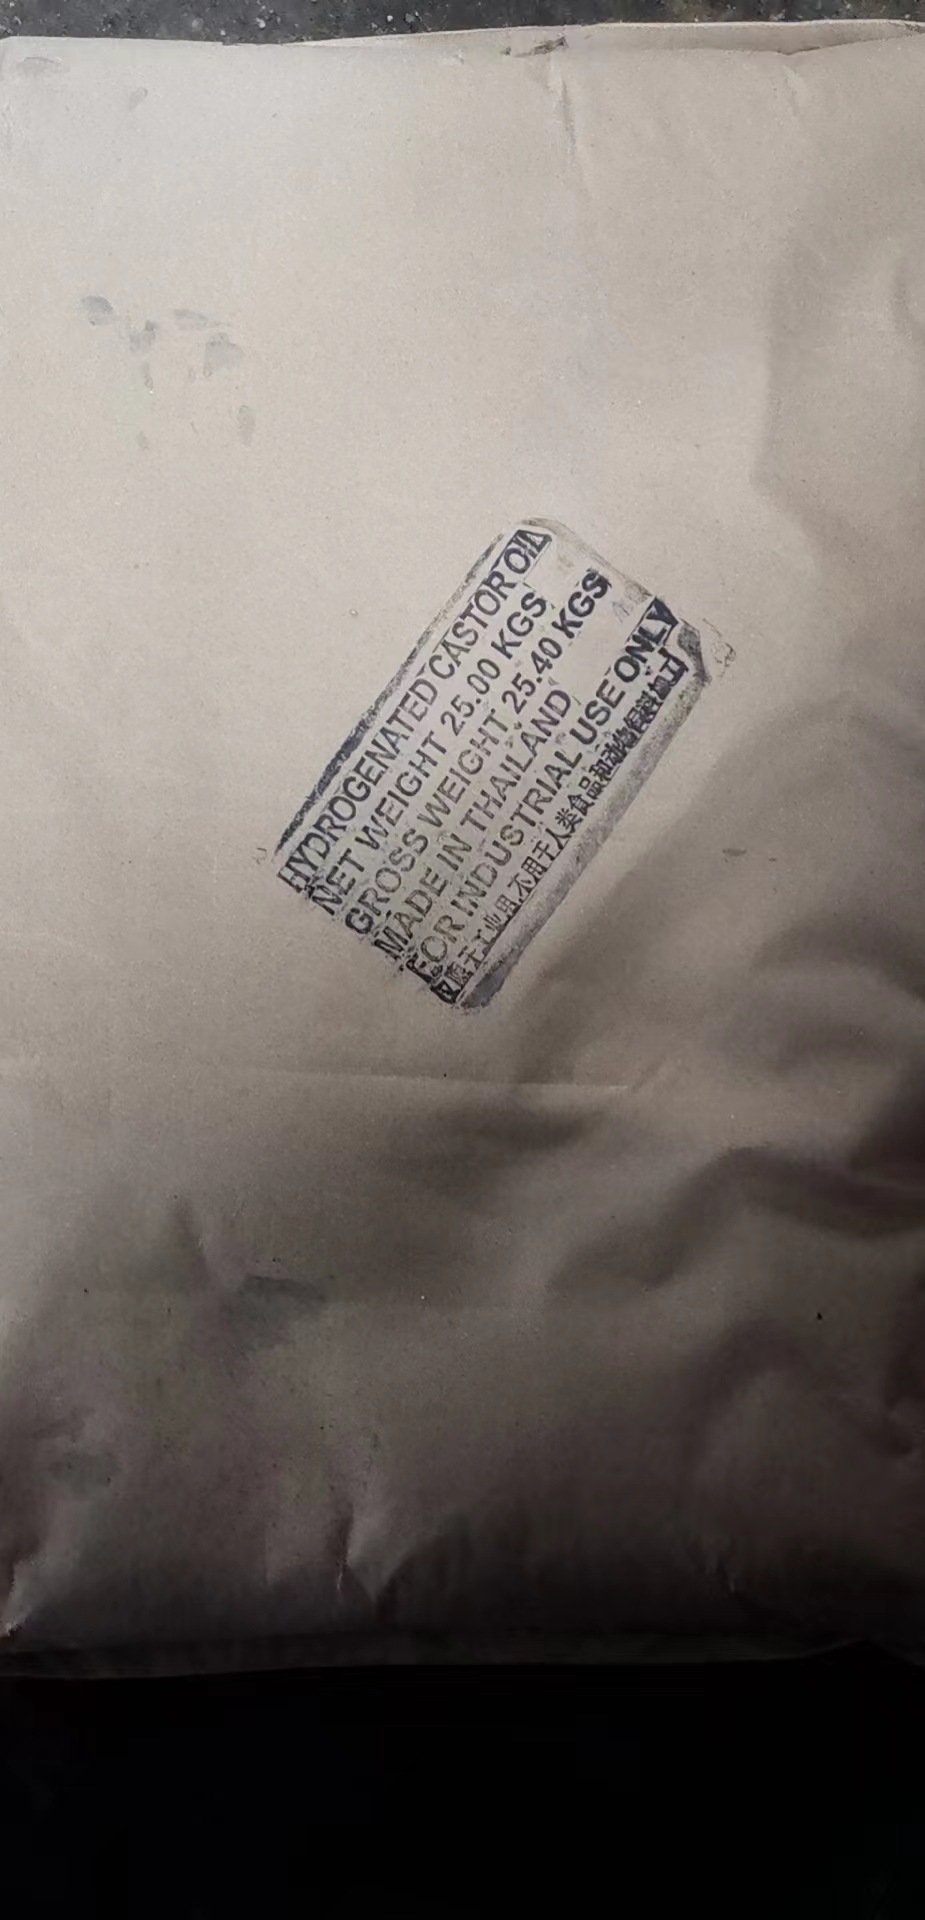 HYDROGENATED CASTOR OIL
NET WEIGHT 25.00 KGS
GROSS WEIGHT 25.40 KGS
MADE IN THAILAND
FOR INDUSTRIAL USE ONLY
仅限于工业用,不用于人类食品和动物饲料加工